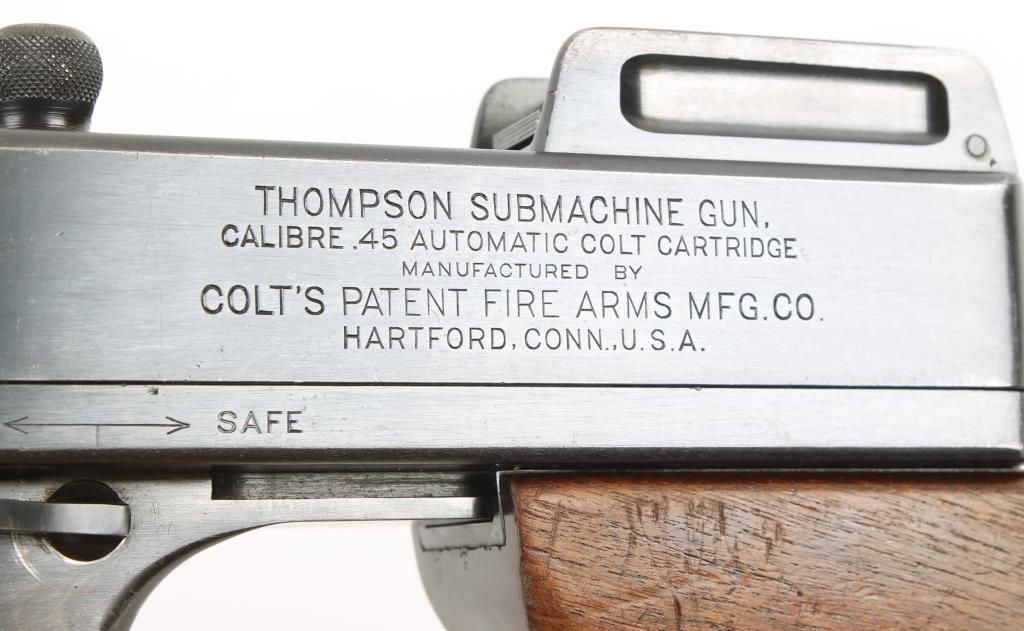 THOMPSON SUBMACHINE GUN,
CALIBRE .45 AUTOMATIC COLT CARTRIDGE
MANUFACTURED BY
COLT'S PATENT FIRE ARMS MFG.CO.
HARTFORD, CONN.,U.S.A.
SAFE